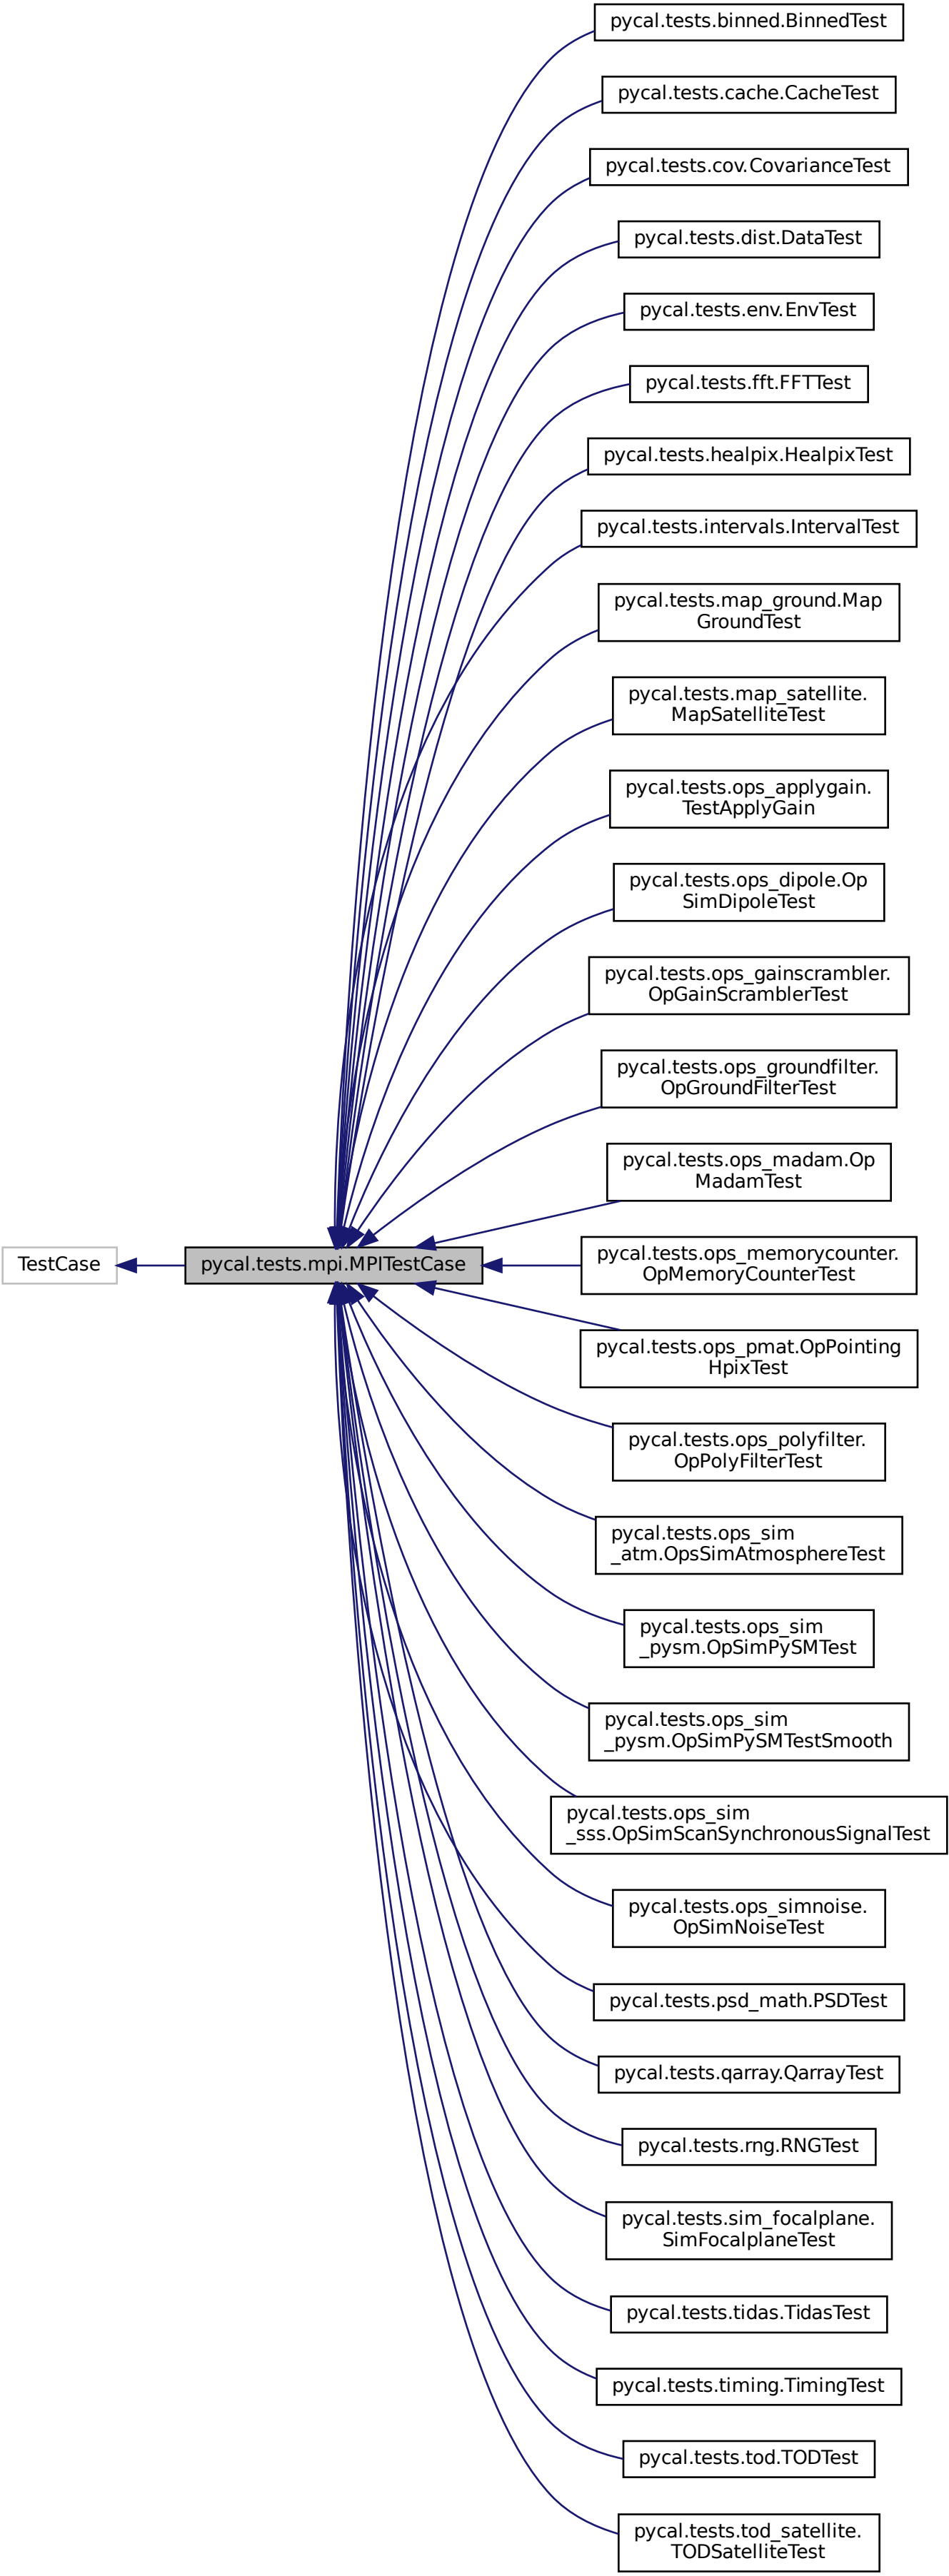 pycal.tests.binned.BinnedTest
pycal.tests.cache.CacheTest
pycal.tests.cov.CovarianceTest
pycal.tests.dist.DataTest
pycal.tests.env.EnvTest
pycal.tests.fft.FFTTest
pycal.tests.healpix.HealpixTest
pycal.tests.intervals.IntervalTest
pycal.tests.map_ground.Map
GroundTest
pycal.tests.map_satellite.
MapSatelliteTest
pycal.tests.ops_applygain.
TestApplyGain
pycal.tests.ops_dipole.Op
SimDipoleTest
pycal.tests.ops_gainscrambler.
OpGainScramblerTest
pycal.tests.ops_groundfilter.
OpGroundFilterTest
pycal.tests.ops_madam.Op
MadamTest
TestCase
pycal.tests.mpi.MPITestCase
pycal.tests.ops_memorycounter.
OpMemoryCounterTest
pycal.tests.ops_pmat.OpPointing
HpixTest
pycal.tests.ops_polyfilter.
OpPolyFilterTest
pycal.tests.ops_sim
_atm.OpsSimAtmosphereTest
pycal.tests.ops_sim
_pysm.OpSimPySMTest
pycal.tests.ops_sim
_pysm.OpSimPySMTestSmooth
pycal.tests.ops_sim
_sss.OpSimScanSynchronousSignalTest
pycal.tests.ops_simnoise.
OpSimNoiseTest
pycal.tests.psd_math.PSDTest
pycal.tests.qarray.QarrayTest
pycal.tests.rng.RNGTest
pycal.tests.sim_focalplane.
SimFocalplaneTest
pycal.tests.tidas.TidasTest
pycal.tests.timing.TimingTest
pycal.tests.tod.TODTest
pycal.tests.tod_satellite.
TODSatelliteTest